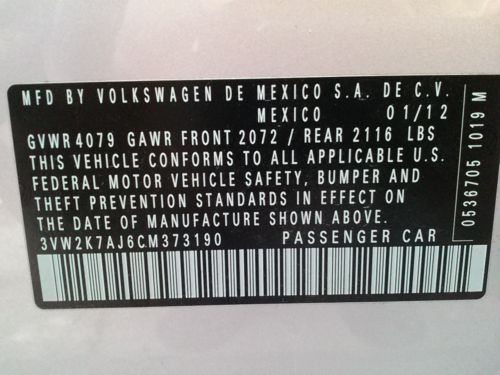 MFD BY VOLKSWAGEN DE MEXICO S.A. DE C.V.
MEXICO 01/12
GVWR 4079 GAWR FRONT 2072 / REAR 2116 LBS
THIS VEHICLE CONFORMS TO ALL APPLICABLE U.S.
FEDERAL MOTOR VEHICLE SAFETY, BUMPER AND
THEFT PREVENTION STANDARDS IN EFFECT ON
THE DATE OF MANUFACTURE SHOWN ABOVE.
3VW2K7AJ6CM373190 PASSENGER CAR
0536705 1019 M